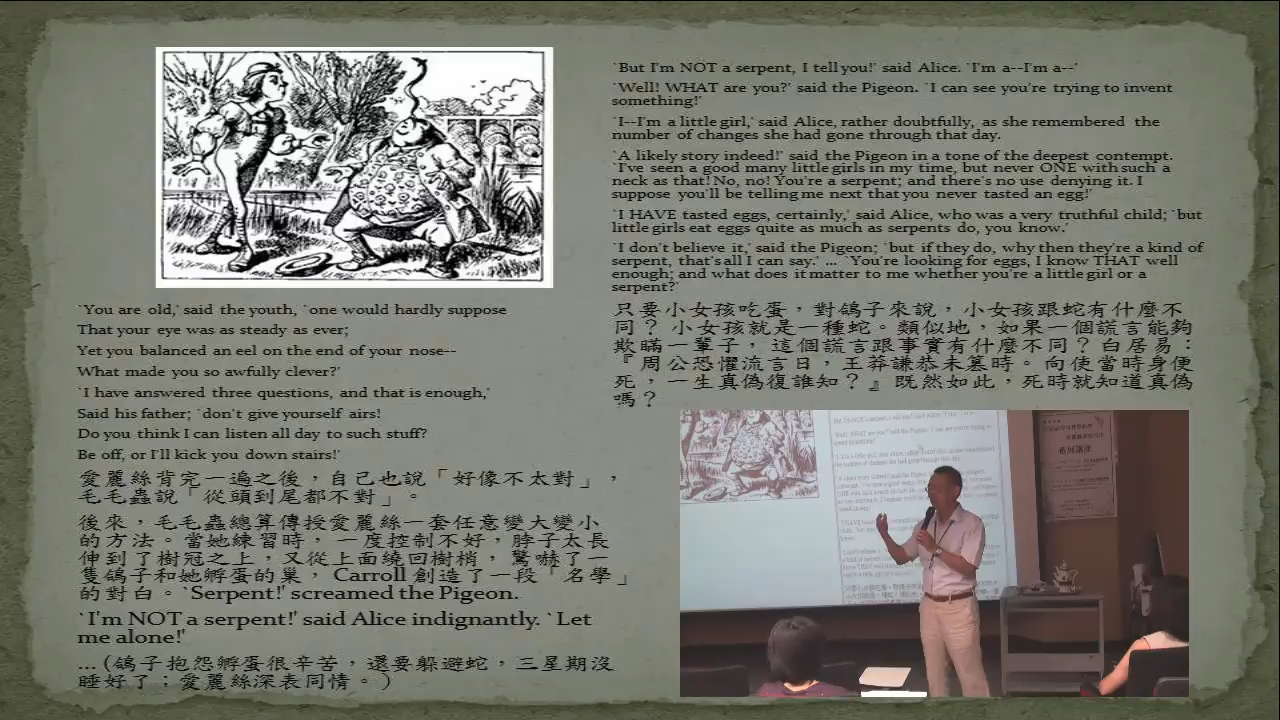 `You are old,' said the youth, `one would hardly suppose
That your eye was as steady as ever;
Yet you balanced an eel on the end of your nose--
What made you so awfully clever?'
`I have answered three questions, and that is enough,'
Said his father; `don't give yourself airs!
Do you think I can listen all day to such stuff?
Be off, or I'll kick you down stairs!'
愛麗絲背完一遍之後，自己也說「好像不太對」，
毛毛蟲說「從頭到尾都不對」。
後來，毛毛蟲總算傳授愛麗絲一套任意變大變小
的方法。當她練習時，一度控制不好，脖子太長
伸到了樹冠之上，又從上面繞回樹梢，驚嚇了一
隻鴿子和她孵蛋的巢，Carroll 創造了一段「名學」
的對白。`Serpent!' screamed the Pigeon.
`I'm NOT a serpent!' said Alice indignantly. `Let
me alone!'
... (鴿子抱怨孵蛋很辛苦，還要躲避蛇，三星期沒
睡好了；愛麗絲深表同情。)
`But I'm NOT a serpent, I tell you!' said Alice. `I'm a--I'm a--'
`Well! WHAT are you?' said the Pigeon. `I can see you're trying to invent
something!'
`I--I'm a little girl,' said Alice, rather doubtfully, as she remembered the
number of changes she had gone through that day.
`A likely story indeed!' said the Pigeon in a tone of the deepest contempt.
`I've seen a good many little girls in my time, but never ONE with such a
neck as that! No, no! You're a serpent; and there's no use denying it. I
suppose you'll be telling me next that you never tasted an egg!'
`I HAVE tasted eggs, certainly,' said Alice, who was a very truthful child; `but
little girls eat eggs quite as much as serpents do, you know.'
`I don't believe it,' said the Pigeon; `but if they do, why then they're a kind of
serpent, that's all I can say.' ... `You're looking for eggs, I know THAT well
enough; and what does it matter to me whether you're a little girl or a
serpent?'
只要小女孩吃蛋，對鴿子來說，小女孩跟蛇有什麼不
同？小女孩就是一種蛇。類似地，如果一個謊言能夠
欺瞞一輩子，這個謊言跟事實有什麼不同？白居易：
『周公恐懼流言日，王莽謙恭未篡時。向使當時身便
死，一生真偽復誰知？』既然如此，死時就知道真偽
嗎？
系列講座